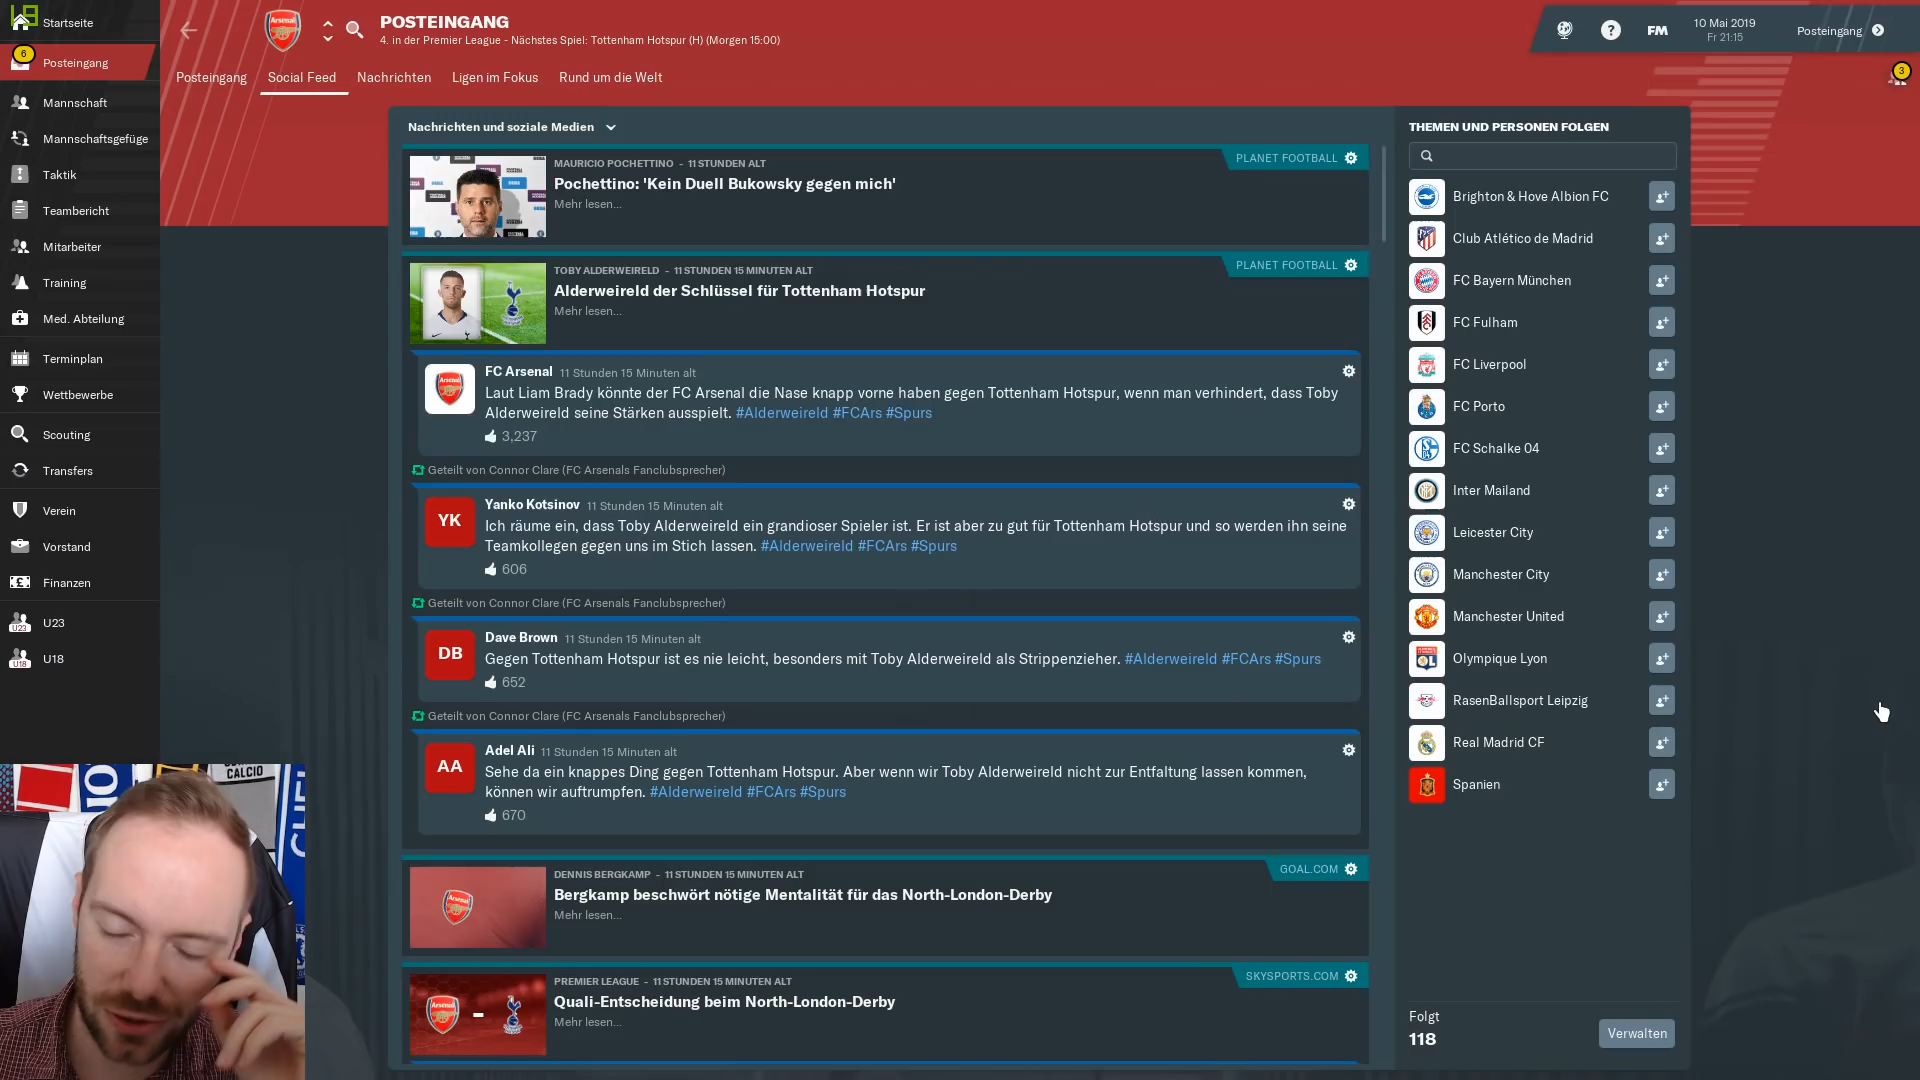 Startseite
6
Posteingang
Mannschaft
Mannschaftsgefüge
Taktik
Teambericht
Mitarbeiter
Training
Med. Abteilung
Terminplan
Wettbewerbe
Scouting
Transfers
Verein
Vorstand
Finanzen
U23
U23
U18
U18
Arsenal
POSTEINGANG
4. in der Premier League - Nächstes Spiel: Tottenham Hotspur (H) (Morgen 15:00)
?
FM
10 Mai 2019
Fr 21:15
Posteingang
3
Posteingang
Social Feed
Nachrichten
Ligen im Fokus
Rund um die Welt
Nachrichten und soziale Medien
MAURICIO POCHETTINO - 11 STUNDEN ALT
PLANET FOOTBALL
Pochettino: 'Kein Duell Bukowsky gegen mich'
Mehr lesen...
TOBY ALDERWEIRELD - 11 STUNDEN 15 MINUTEN ALT
PLANET FOOTBALL
Alderweireld der Schlüssel für Tottenham Hotspur
Mehr lesen...
Arsenal
FC Arsenal 11 Stunden 15 Minuten alt
Laut Liam Brady könnte der FC Arsenal die Nase knapp vorne haben gegen Tottenham Hotspur, wenn man verhindert, dass Toby
Alderweireld seine Stärken ausspielt. #Alderweireld #FCArs #Spurs
3,237
Geteilt von Connor Clare (FC Arsenals Fanclubsprecher)
YK
Yanko Kotsinov 11 Stunden 15 Minuten alt
Ich räume ein, dass Toby Alderweireld ein grandioser Spieler ist. Er ist aber zu gut für Tottenham Hotspur und so werden ihn seine
Teamkollegen gegen uns im Stich lassen. #Alderweireld #FCArs #Spurs
606
Geteilt von Connor Clare (FC Arsenals Fanclubsprecher)
DB
Dave Brown 11 Stunden 15 Minuten alt
Gegen Tottenham Hotspur ist es nie leicht, besonders mit Toby Alderweireld als Strippenzieher. #Alderweireld #FCArs #Spurs
652
Geteilt von Connor Clare (FC Arsenals Fanclubsprecher)
AA
Adel Ali 11 Stunden 15 Minuten alt
Sehe da ein knappes Ding gegen Tottenham Hotspur. Aber wenn wir Toby Alderweireld nicht zur Entfaltung lassen kommen,
können wir auftrumpfen. #Alderweireld #FCArs #Spurs
670
DENNIS BERGKAMP - 11 STUNDEN 15 MINUTEN ALT
GOAL.COM
Bergkamp beschwört nötige Mentalität für das North-London-Derby
Mehr lesen...
Arsenal
PREMIER LEAGUE - 11 STUNDEN 15 MINUTEN ALT
SKYSPORTS.COM
Quali-Entscheidung beim North-London-Derby
Mehr lesen...
Arsenal -
THEMEN UND PERSONEN FOLGEN
Brighton & Hove Albion FC
Club Atlético de Madrid
FC Bayern München
FC Fulham
FC Liverpool
FC Porto
FC Schalke 04
Inter Mailand
Leicester City
Manchester City
Manchester United
Olympique Lyon
RasenBallsport Leipzig
Real Madrid CF
Spanien
Folgt
118
Verwalten
CALCIO